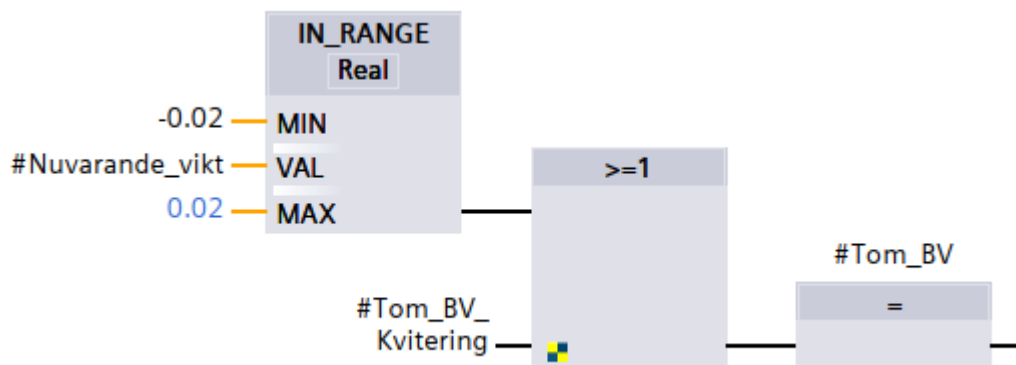 IN_RANGE
Real
-0.02
MIN
#Nuvarande_vikt
VAL
0.02
MAX
>=1
#Tom_BV_
Kvitering
#Tom_BV
=